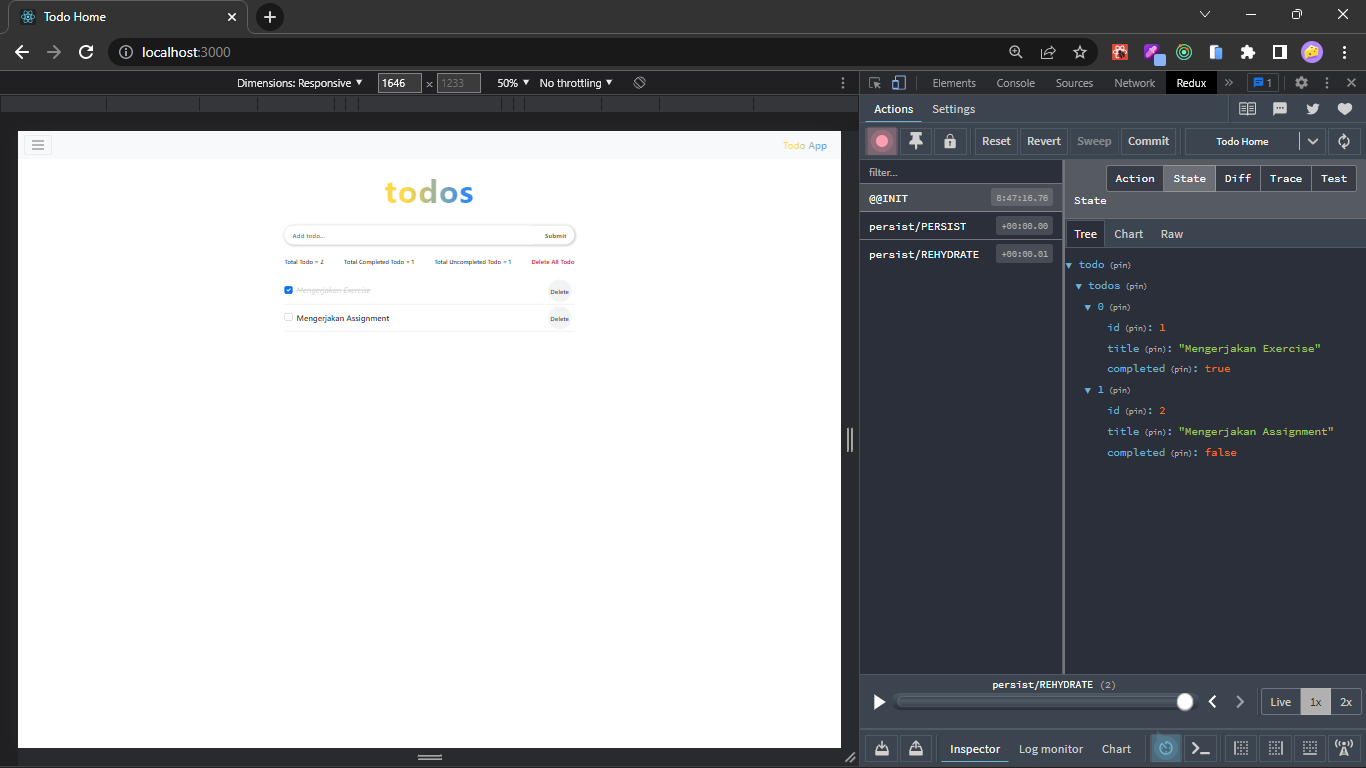 Todo Home
localhost:3000
Dimensions: Responsive ▼ 1646 × 1233 50% ▼ No throttling ▼
Elements Console Sources Network Redux » 1
Actions Settings
Reset Revert Sweep Commit Todo Home
filter...
@@INIT 8:47:16.76
persist/PERSIST +00:00.00
persist/REHYDRATE +00:00.01
Action State Diff Trace Test
State
Tree Chart Raw
▼ todo (pin)
▼ todos (pin)
▼ 0 (pin)
id (pin): 1
title (pin): "Mengerjakan Exercise"
completed (pin): true
▼ 1 (pin)
id (pin): 2
title (pin): "Mengerjakan Assignment"
completed (pin): false
Todo App
todos
Add todo... Submit
Total Todo = 2 Total Completed Todo = 1 Total Uncompleted Todo = 1 Delete All Todo
Mengerjakan Exercise Delete
Mengerjakan Assignment Delete
persist/REHYDRATE (2)
Live 1x 2x
Inspector Log monitor Chart